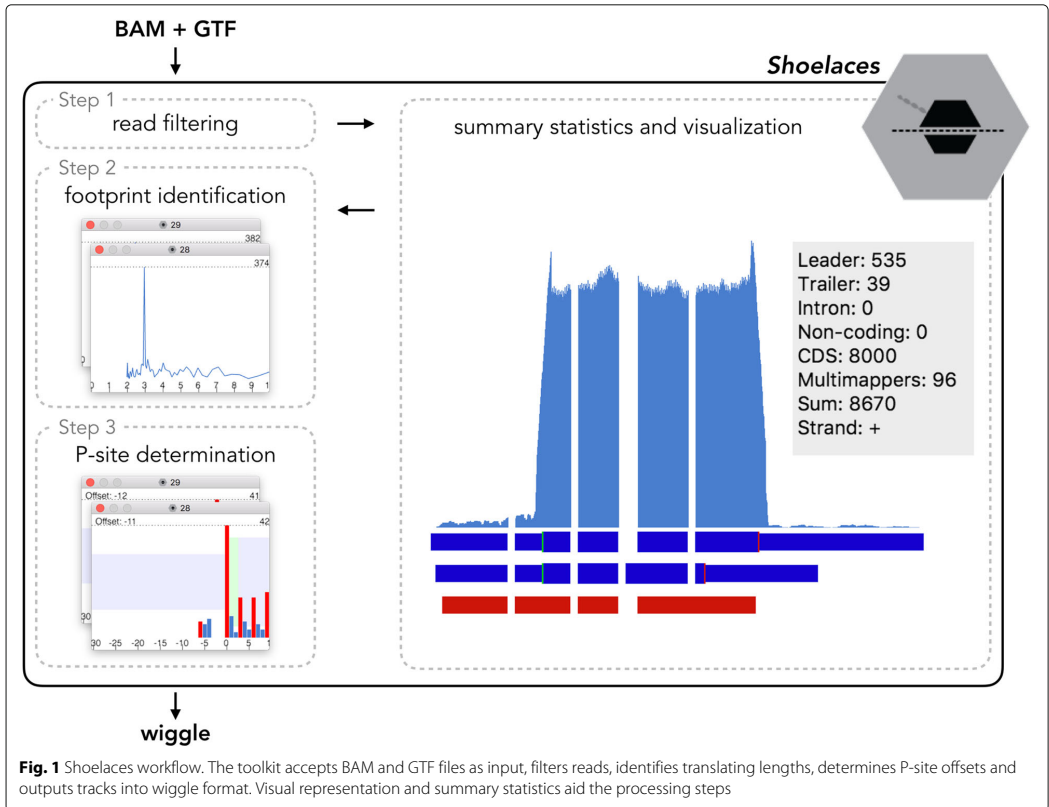 BAM + GTF
Shoelaces
Step 1
read filtering
summary statistics and visualization
Step 2
footprint identification
29
382
28
374
0 1 2 3 4 5 6 7 8 9 1
Leader: 535
Trailer: 39
Intron: 0
Non-coding: 0
CDS: 8000
Multimappers: 96
Sum: 8670
Strand: +
Step 3
P-site determination
29
Offset: -12 41
28
Offset: -11 42
30
30 -25 -20 -15 -10 -5 0 5 1
wiggle
Fig. 1 Shoelaces workflow. The toolkit accepts BAM and GTF files as input, filters reads, identifies translating lengths, determines P-site offsets and
outputs tracks into wiggle format. Visual representation and summary statistics aid the processing steps